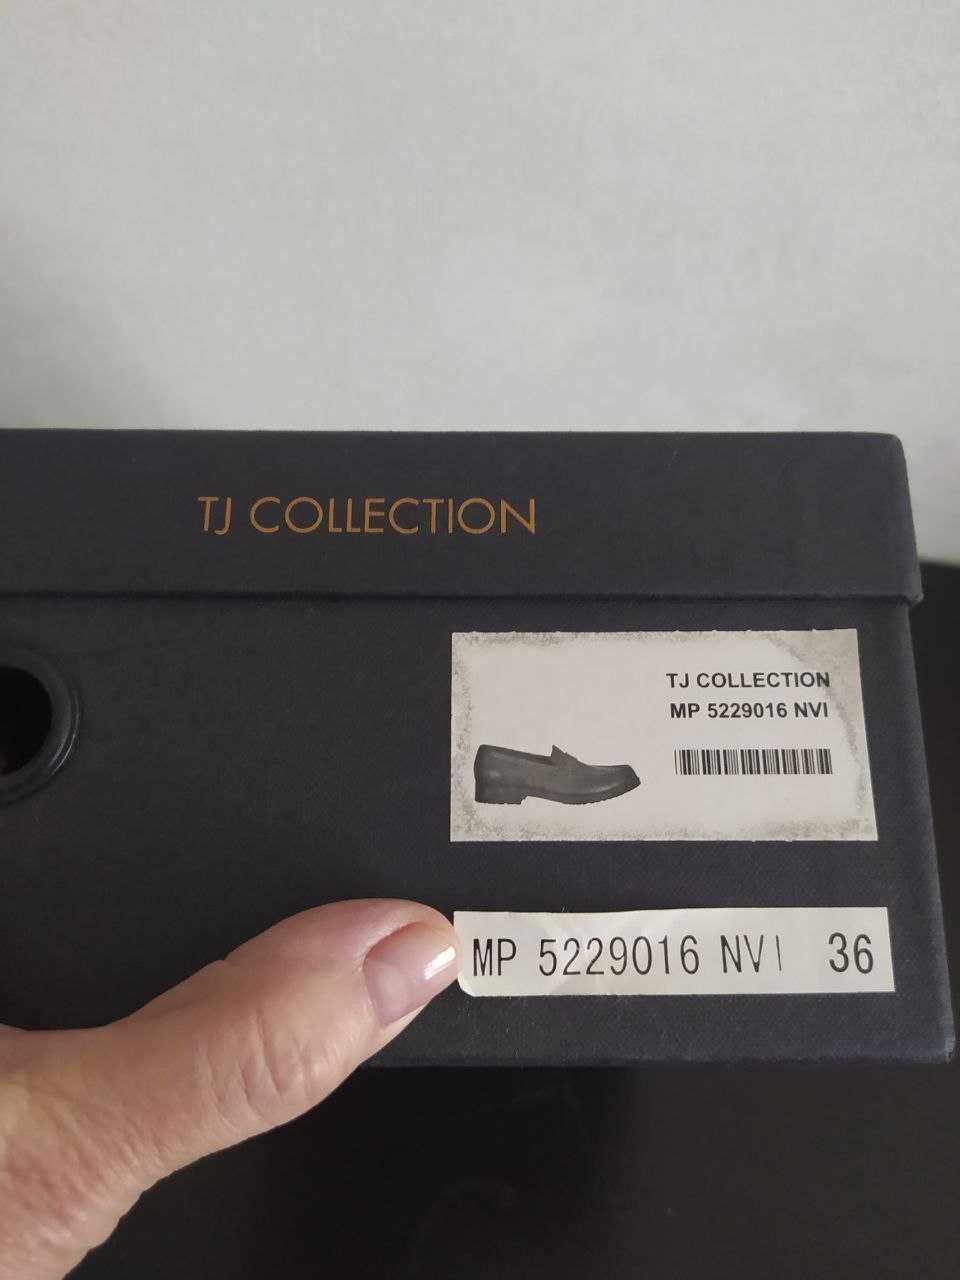 TJ COLLECTION
TJ COLLECTION
MP 5229016 NVI
MP 5229016 NVI 36